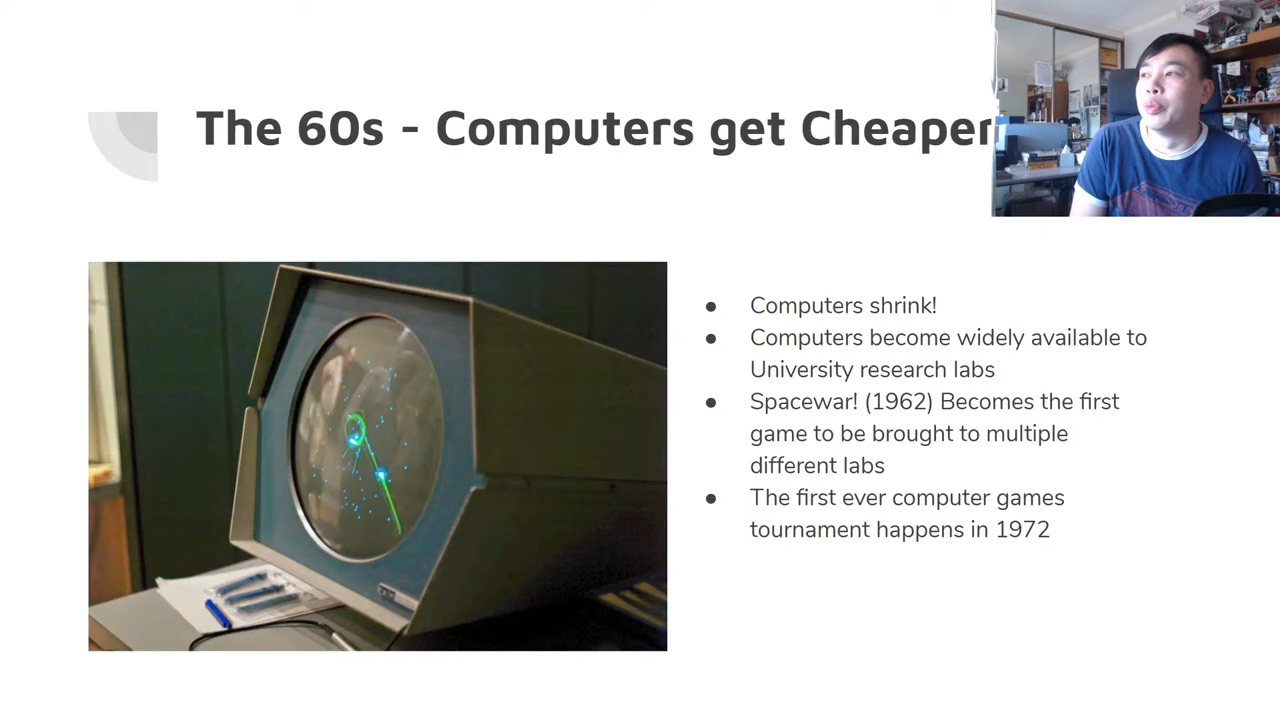 The 60s - Computers get Cheaper
● Computers shrink!
● Computers become widely available to
University research labs
● Spacewar! (1962) Becomes the first
game to be brought to multiple
different labs
● The first ever computer games
tournament happens in 1972